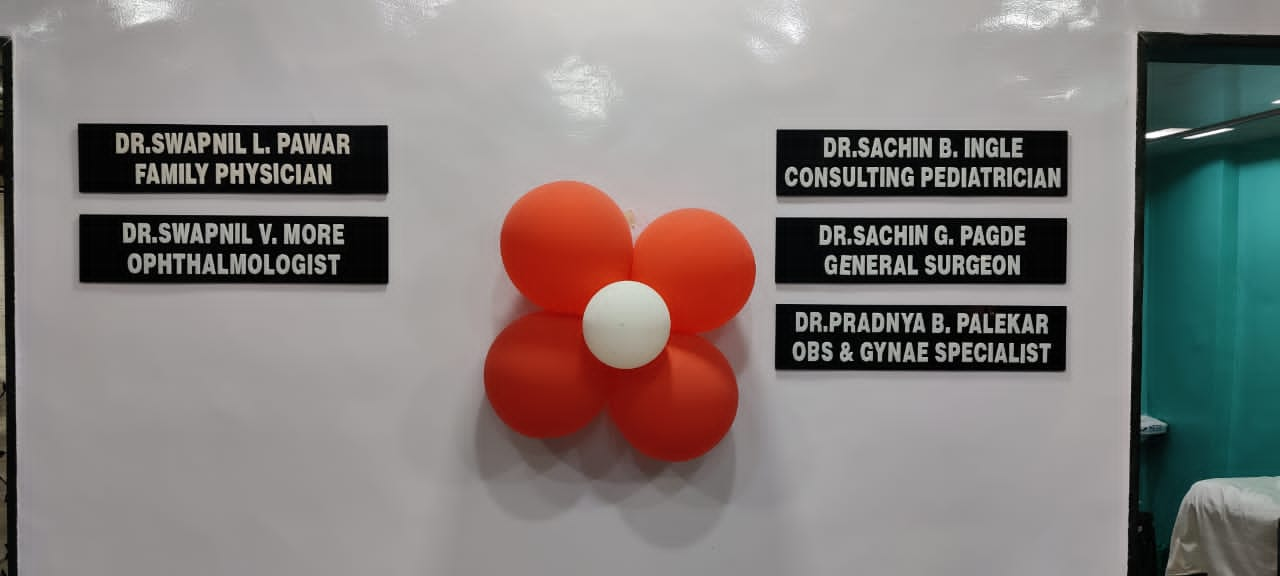 DR.SWAPNIL L. PAWAR
FAMILY PHYSICIAN
DR.SWAPNIL V. MORE
OPHTHALMOLOGIST
DR.SACHIN B. INGLE
CONSULTING PEDIATRICIAN
DR.SACHIN G. PAGDE
GENERAL SURGEON
DR.PRADNYA B. PALEKAR
OBS & GYNAE SPECIALIST